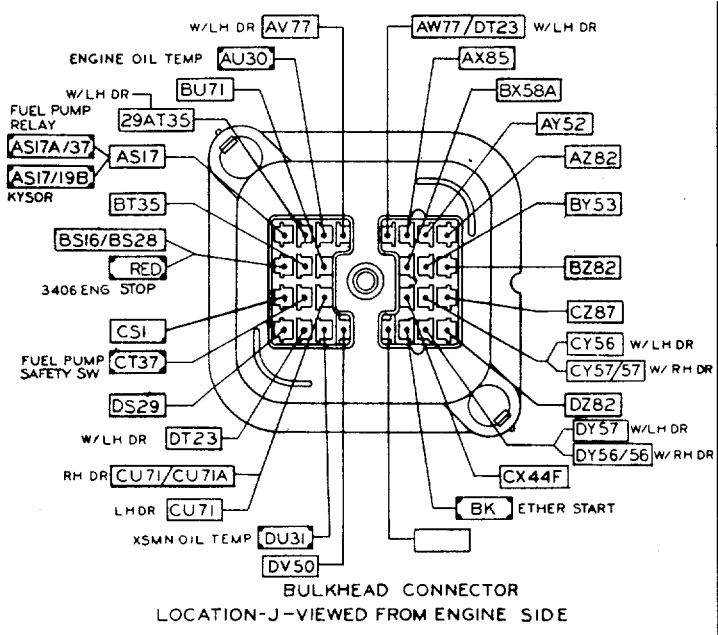 W/LH DR AV77
AW77/DT23 W/LH DR
ENGINE OIL TEMP AU30
AX85
BU71
BX58A
W/LH DR
29AT35
AY52
FUEL PUMP
RELAY
AS17A/37
AS17
AS17/19B
KYSOR
AZ82
BT35
BY53
BS16/BS28
RED
3406 ENG STOP
BZ82
CS1
CZ87
FUEL PUMP
SAFETY SW
CT37
CY56 W/LH DR
CY57/57 W/RH DR
DS29
DZ82
W/LH DR DT23
DY57 W/LH DR
DY56/56 W/RH DR
RH DR CU71/CU71A
CX44F
LH DR CU71
BK ETHER START
XSMN OIL TEMP DU31
DV50
BULKHEAD CONNECTOR
LOCATION-J-VIEWED FROM ENGINE SIDE